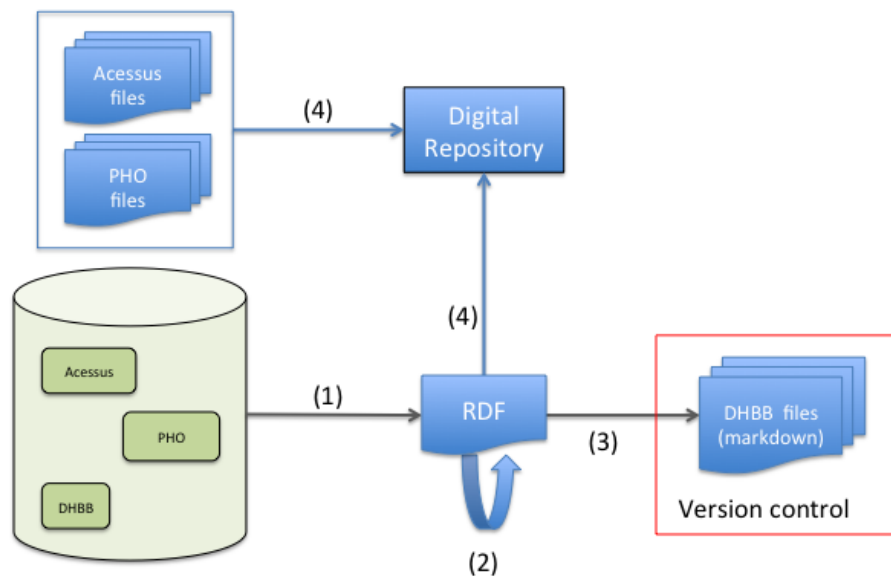 Acessus
files
(4)
Digital
Repository
PHO
files
(4)
Acessus
(1)
RDF
DHBB files
(markdown)
PHO
(3)
DHBB
Version control
(2)